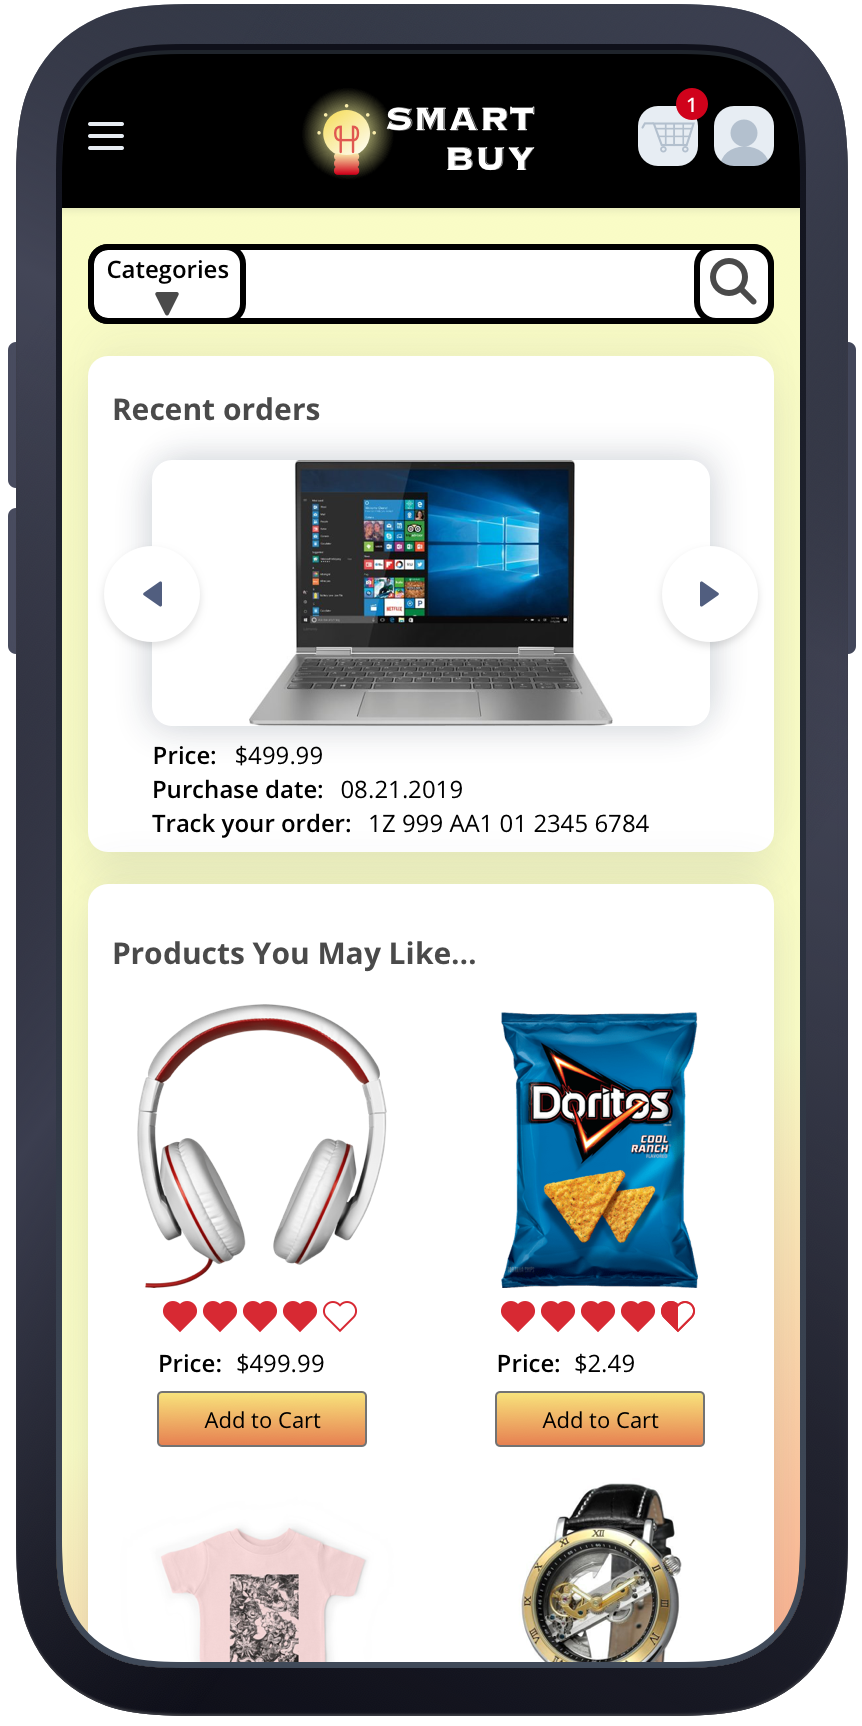 SMART
BUY
1
Categories
Recent orders
Price: $499.99
Purchase date: 08.21.2019
Track your order: 1Z 999 AA1 01 2345 6784
Products You May Like...
Doritos
COOL
RANCH
Price: $499.99
Price: $2.49
Add to Cart
Add to Cart
XII